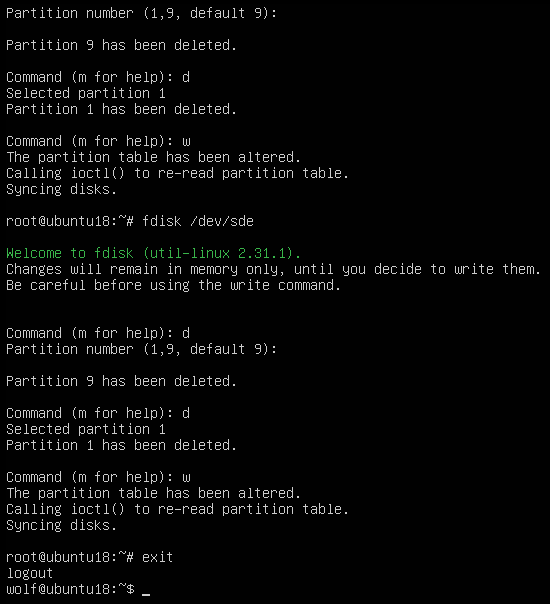 Partition number (1,9, default 9):
Partition 9 has been deleted.
Command (m for help): d
Selected partition 1
Partition 1 has been deleted.
Command (m for help): w
The partition table has been altered.
Calling ioctl() to re-read partition table.
Syncing disks.
root@ubuntu18:~# fdisk /dev/sde
Welcome to fdisk (util-linux 2.31.1).
Changes will remain in memory only, until you decide to write them.
Be careful before using the write command.
Command (m for help): d
Partition number (1,9, default 9):
Partition 9 has been deleted.
Command (m for help): d
Selected partition 1
Partition 1 has been deleted.
Command (m for help): w
The partition table has been altered.
Calling ioctl() to re-read partition table.
Syncing disks.
root@ubuntu18:~# exit
logout
wolf@ubuntu18:~$ _